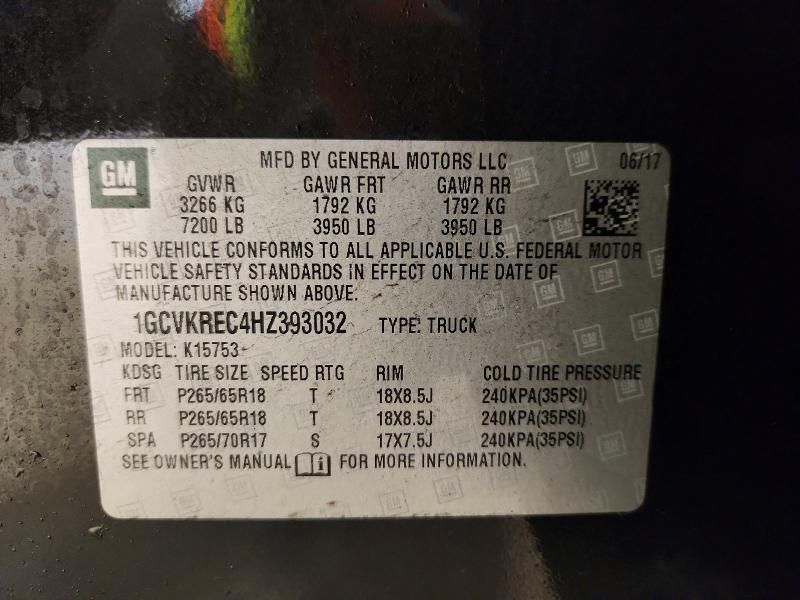 GM
MFD BY GENERAL MOTORS LLC 06/17
GVWR GAWR FRT GAWR RR
3266 KG 1792 KG 1792 KG
7200 LB 3950 LB 3950 LB
THIS VEHICLE CONFORMS TO ALL APPLICABLE U.S. FEDERAL MOTOR
VEHICLE SAFETY STANDARDS IN EFFECT ON THE DATE OF
MANUFACTURE SHOWN ABOVE.
1GCVKREC4HZ393032 TYPE: TRUCK
MODEL: K15753
KDSG TIRE SIZE SPEED RTG RIM COLD TIRE PRESSURE
FRT P265/65R18 T 18X8.5J 240KPA(35PSI)
RR P265/65R18 T 18X8.5J 240KPA(35PSI)
SPA P265/70R17 S 17X7.5J 240KPA(35PSI)
SEE OWNER'S MANUAL i FOR MORE INFORMATION.